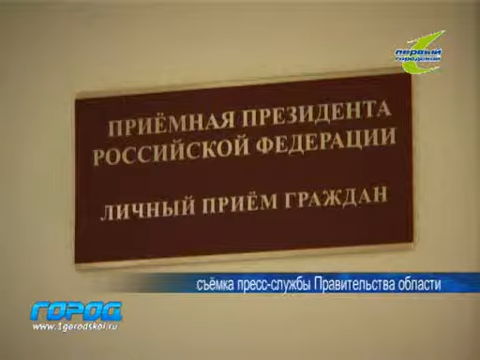 первый
городской
ПРИЁМНАЯ ПРЕЗИДЕНТА
РОССИЙСКОЙ ФЕДЕРАЦИИ
ЛИЧНЫЙ ПРИЁМ ГРАЖДАН
съёмка пресс-службы Правительства области
ГОРОД
www.1gorodskoi.ru